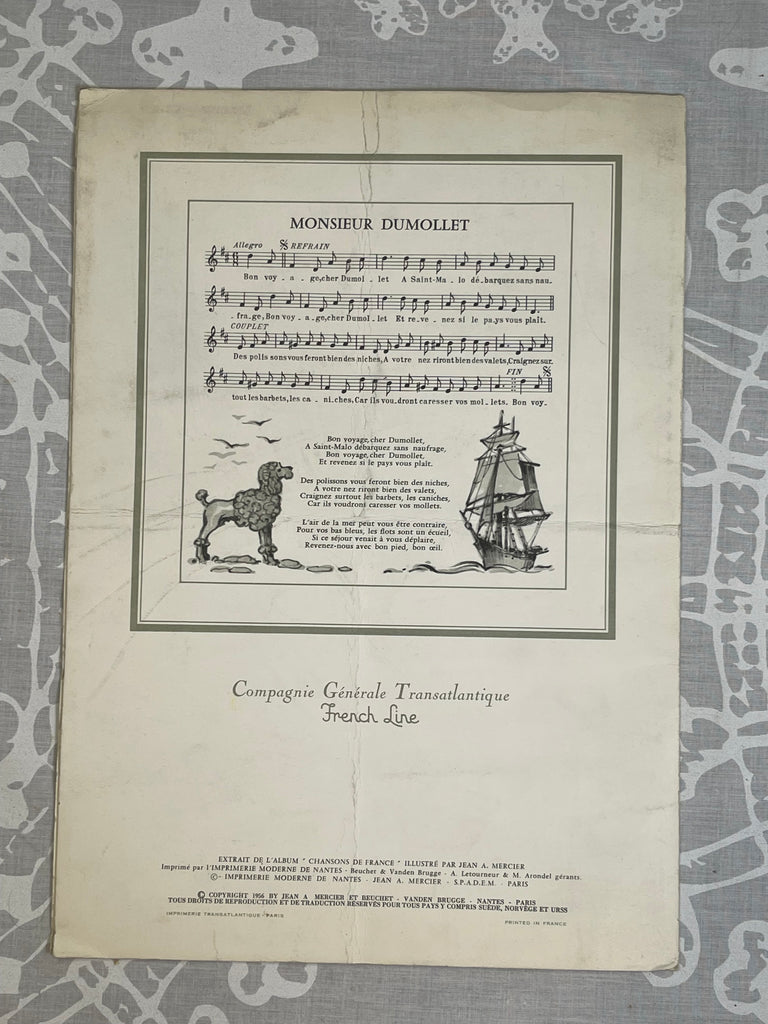 MONSIEUR DUMOLLET
Allegro REFRAIN
Bon voy - a - ge, cher Dumol - let A Saint-Ma - lo dé-barquez sans nau.
- fra-ge, Bon voy - a - ge, cher Dumol - let Et re-ve - nez si le pays vous plaît.
COUPLET
Des polissons vous feront bien des niches, A votre nez riront bien des valets, Craignez sur.
FIN
tout les barbets, les ca - ni-ches, Car ils vou-dront caresser vos mol-lets. Bon voy-
Bon voyage, cher Dumollet,
A Saint-Malo débarquez sans naufrage,
Bon voyage, cher Dumollet,
Et revenez si le pays vous plaît.
Des polissons vous feront bien des niches,
A votre nez riront bien des valets,
Craignez surtout les barbets, les caniches,
Car ils voudront caresser vos mollets.
L'air de la mer peut vous être contraire,
Pour vos bas bleus, les flots sont un écueil,
Si ce séjour venait à vous déplaire,
Revenez-nous avec bon pied, bon œil.
Compagnie Générale Transatlantique
French Line
EXTRAIT DE L'ALBUM " CHANSONS DE FRANCE " ILLUSTRÉ PAR JEAN A. MERCIER
Imprimé par l'IMPRIMERIE MODERNE DE NANTES - Beuchet & Vanden Brugge - A. Letourneur & M. Arondel gérants.
©- IMPRIMERIE MODERNE DE NANTES - JEAN A. MERCIER - S.P.A.D.E.M. - PARIS
© COPYRIGHT 1956 BY JEAN A MERCIER ET BEUCHET - VANDEN BRUGGE - NANTES - PARIS
TOUS DROITS DE REPRODUCTION ET DE TRADUCTION RÉSERVÉS POUR TOUS PAYS Y COMPRIS SUÈDE, NORVÈGE ET URSS
IMPRIMERIE TRANSATLANTIQUE - PARIS
PRINTED IN FRANCE